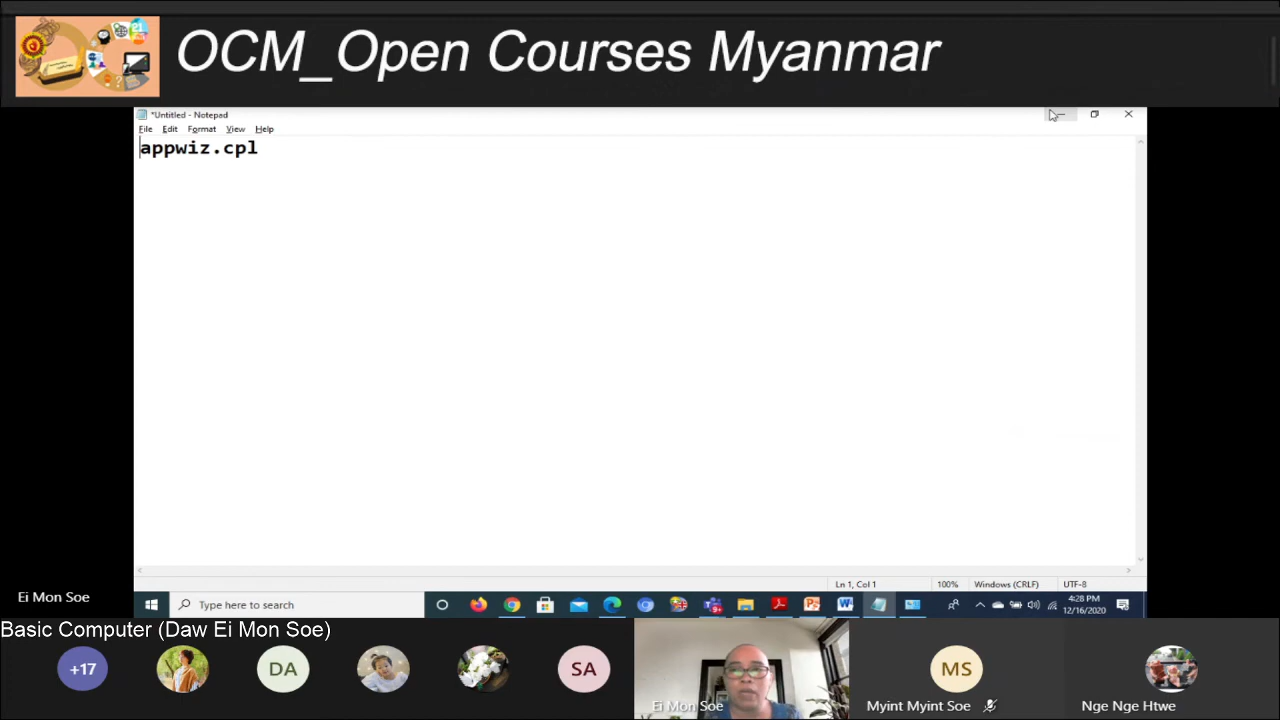 OCM_Open Courses Myanmar
*Untitled - Notepad
File Edit Format View Help
appwiz.cpl
Ln 1, Col 1 100% Windows (CRLF) UTF-8
Type here to search
4:28 PM
12/16/2020
Ei Mon Soe
Basic Computer (Daw Ei Mon Soe)
+17
DA
SA
Ei Mon Soe
MS
Myint Myint Soe
Nge Nge Htwe